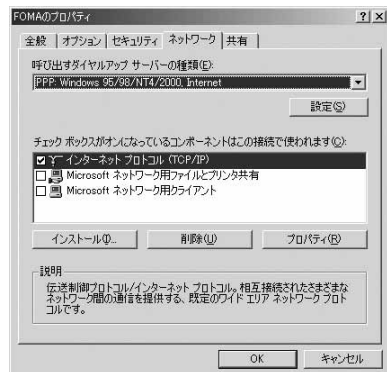 FOMAのプロパティ
全般 オプション セキュリティ ネットワーク 共有
呼び出すダイヤルアップ サーバーの種類(E):
PPP: Windows 95/98/NT4/2000, Internet
設定(S)
チェック ボックスがオンになっているコンポーネントはこの接続で使われます(C):
インターネット プロトコル (TCP/IP)
Microsoft ネットワーク用ファイルとプリンタ共有
Microsoft ネットワーク用クライアント
インストール(I)...
削除(U)
プロパティ(R)
説明
伝送制御プロトコル/インターネット プロトコル。相互接続されたさまざまな
ネットワーク間の通信を提供する、既定のワイド エリア ネットワーク プロト
コルです。
OK
キャンセル